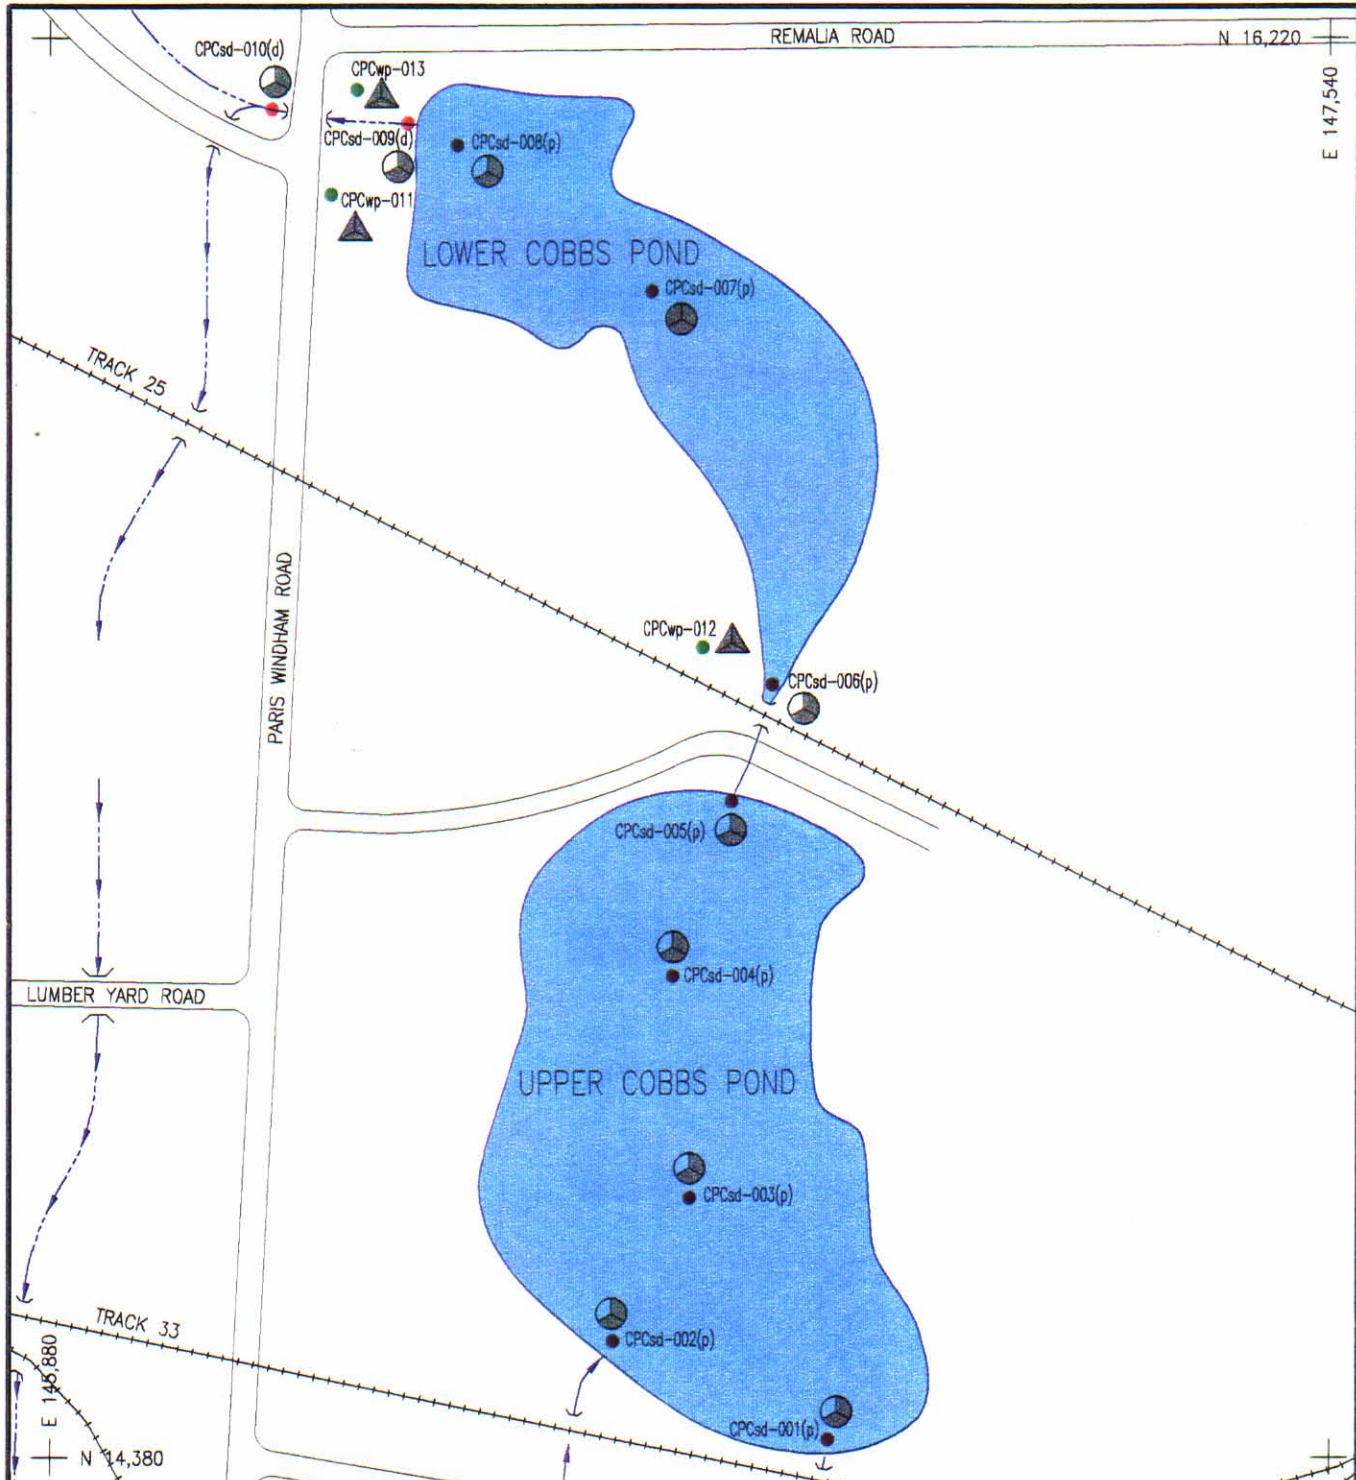 REMALIA ROAD
N 16,220
E 147,540
CPCsd-010(d)
CPCwp-013
CPCsd-009(d)
CPCsd-008(p)
CPCwp-011
LOWER COBBS POND
CPCsd-007(p)
TRACK 25
PARIS WINDHAM ROAD
CPCwp-012
CPCsd-006(p)
CPCsd-005(p)
CPCsd-004(p)
LUMBER YARD ROAD
UPPER COBBS POND
CPCsd-003(p)
TRACK 33
CPCsd-002(p)
CPCsd-001(p)
N 14,380